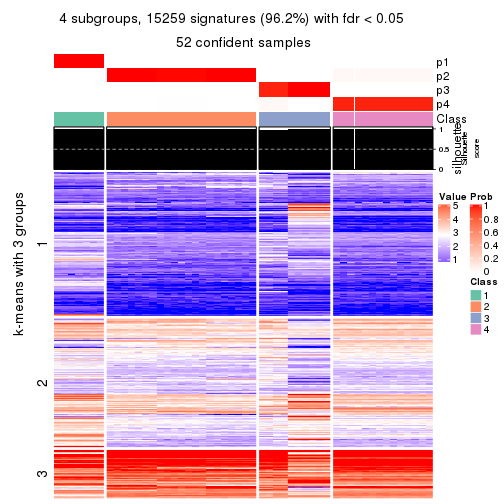 4 subgroups, 15259 signatures (96.2%) with fdr < 0.05
52 confident samples
p1
p2
p3
p4
Class
1
0.5
0
silhouette
Silhouette
score
k-means with 3 groups
1
2
3
Value
5
4
3
2
1
Prob
1
0.8
0.6
0.4
0.2
0
Class
1
2
3
4